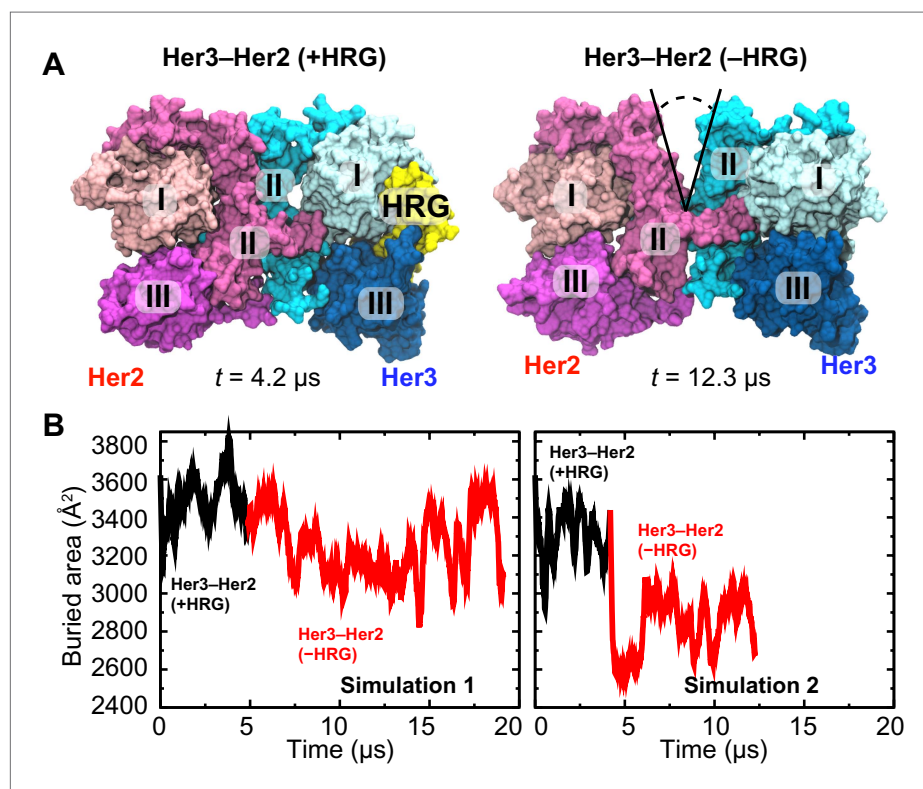 A
Her3–Her2 (+HRG)
Her3–Her2 (–HRG)
I
II
I
HRG
II
III
III
Her2
t = 4.2 µs
Her3
I
II
I
II
III
III
Her2
t = 12.3 µs
Her3
B
Buried area (Å²)
3800
3600
3400
3200
3000
2800
2600
2400
Her3–Her2
(+HRG)
Her3–Her2
(−HRG)
Simulation 1
0
5
10
15
20
Time (µs)
Her3–Her2
(+HRG)
Her3–Her2
(−HRG)
Simulation 2
5
10
15
20
Time (µs)